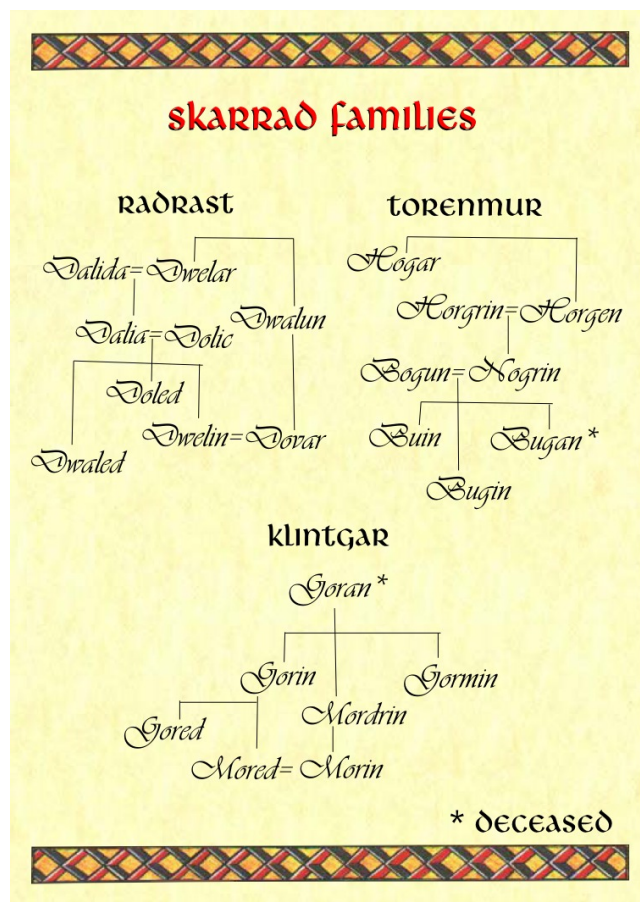 SKARRAD FAMILIES
RADRAST
Dalida= Dwelar
Dwalun
Dalia= Dolic
Doled
Dwelin= Dovar
Dwaled
TORENMUR
Hogar
Horgrin= Horgen
Bogun= Nogrin
Buin
Bugan *
Bugin
KLINTGAR
Goran *
Gorin
Gormin
Mordrin
Gored
Mored= Morin
* DECEASED